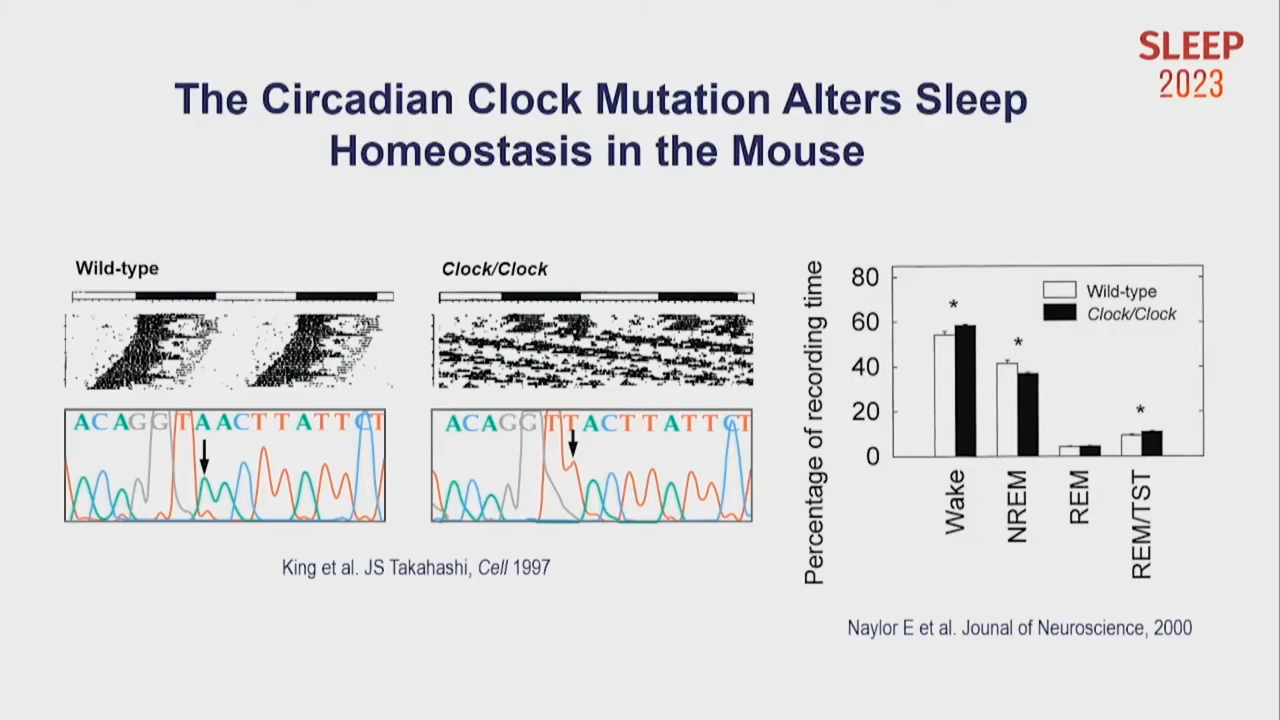 SLEEP
2023
The Circadian Clock Mutation Alters Sleep
Homeostasis in the Mouse
Wild-type
Clock/Clock
ACAGGTAACTTATTCT
ACAGGTTACTTATTCT
King et al. JS Takahashi, Cell 1997
Percentage of recording time
80
60
40
20
0
*
*
*
Wild-type
Clock/Clock
Wake
NREM
REM
REM/TST
Naylor E et al. Jounal of Neuroscience, 2000